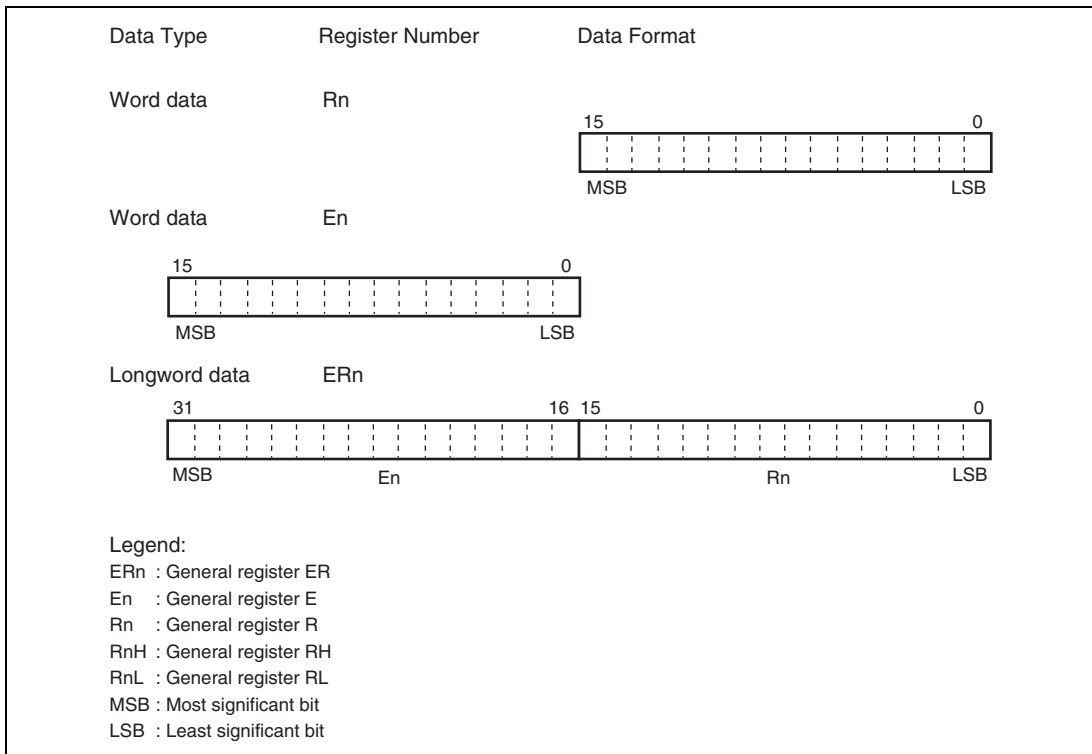 Data Type Register Number Data Format
Word data Rn
15 0
MSB LSB
Word data En
15 0
MSB LSB
Longword data ERn
31 16 15 0
MSB En Rn LSB
Legend:
ERn : General register ER
En : General register E
Rn : General register R
RnH : General register RH
RnL : General register RL
MSB : Most significant bit
LSB : Least significant bit